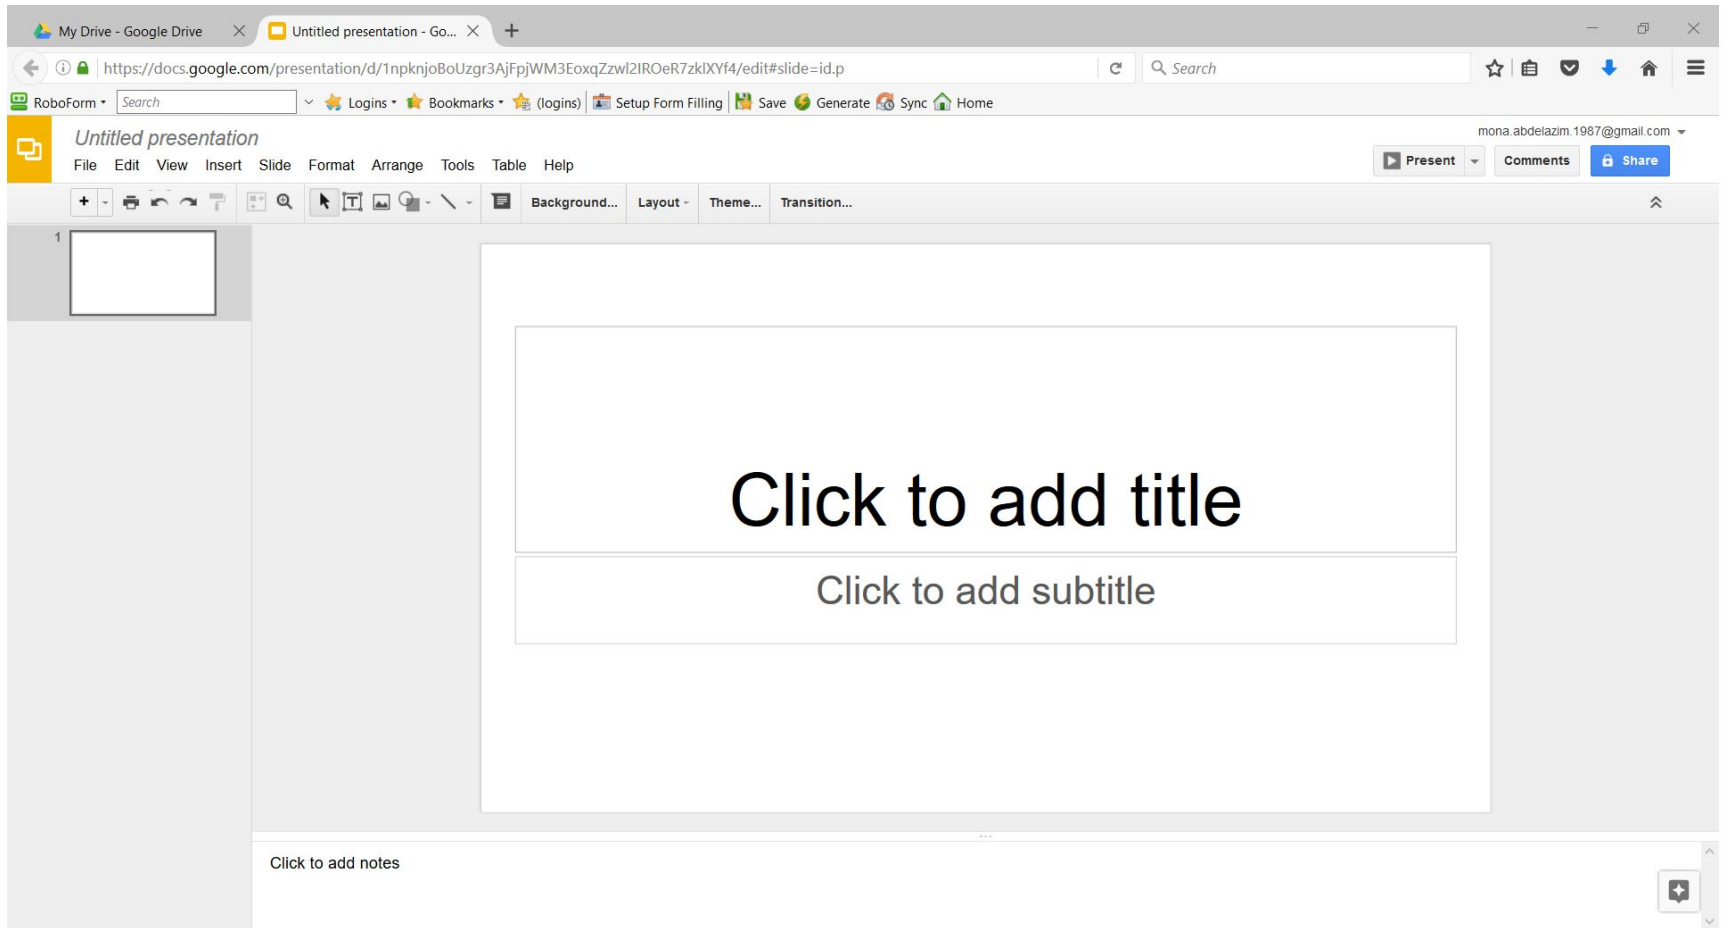 My Drive - Google Drive
Untitled presentation - Go...
https://docs.google.com/presentation/d/1npknjoBoUzgr3AjFpjWM3EoxqZzwl2IROeR7zklXYf4/edit#slide=id.p
Search
RoboForm Search Logins Bookmarks (logins) Setup Form Filling Save Generate Sync Home
Untitled presentation
mona.abdelazim.1987@gmail.com
File Edit View Insert Slide Format Arrange Tools Table Help
Present Comments Share
Background... Layout Theme... Transition...
1
Click to add title
Click to add subtitle
Click to add notes